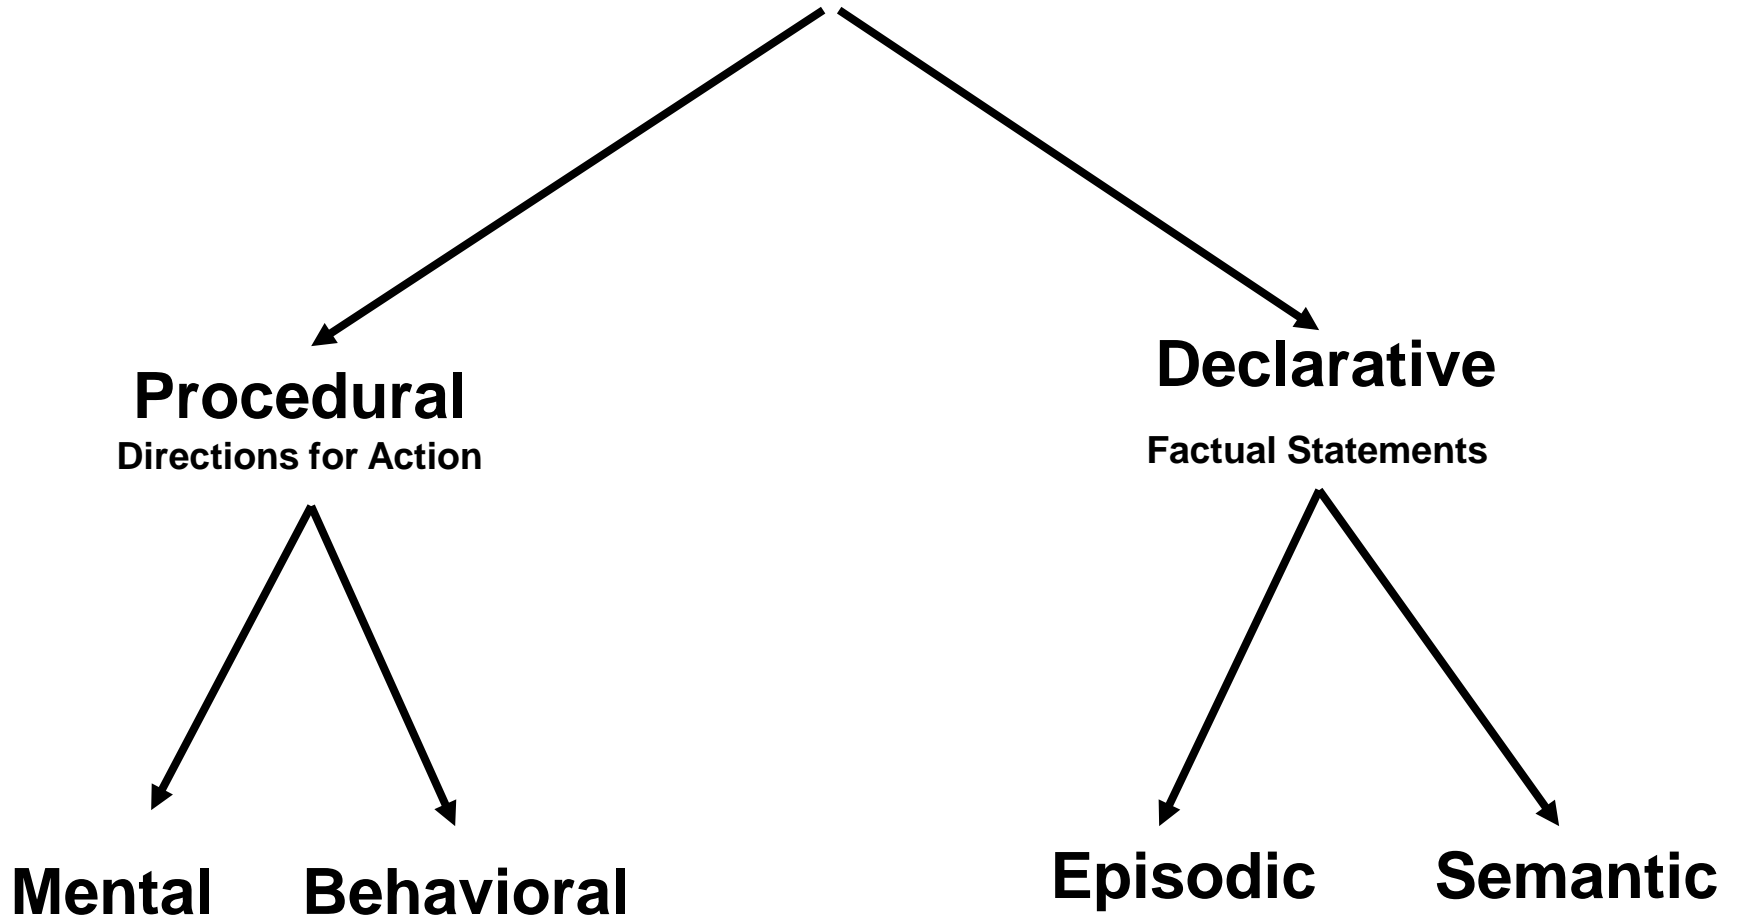 Procedural
Directions for Action
Declarative
Factual Statements
Mental
Behavioral
Episodic
Semantic